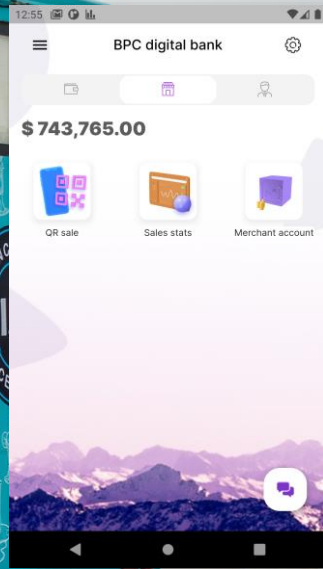 12:55
BPC digital bank
$ 743,765.00
QR sale
Sales stats
Merchant account